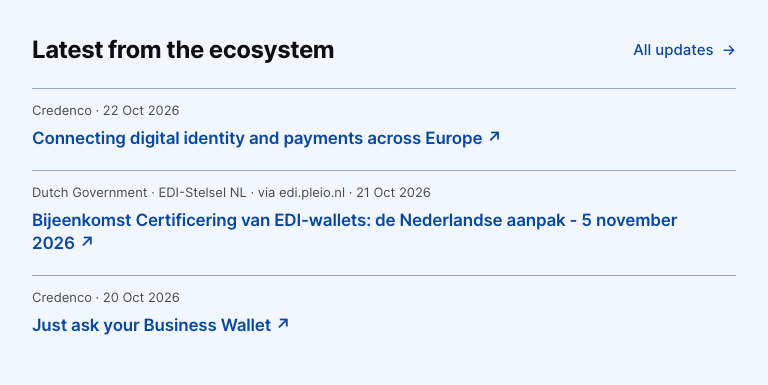 Latest from the ecosystem
All updates →
Credenco · 22 Oct 2026
Connecting digital identity and payments across Europe ↗
Dutch Government · EDI-Stelsel NL · via edi.pleio.nl · 21 Oct 2026
Bijeenkomst Certificering van EDI-wallets: de Nederlandse aanpak - 5 november
2026 ↗
Credenco · 20 Oct 2026
Just ask your Business Wallet ↗